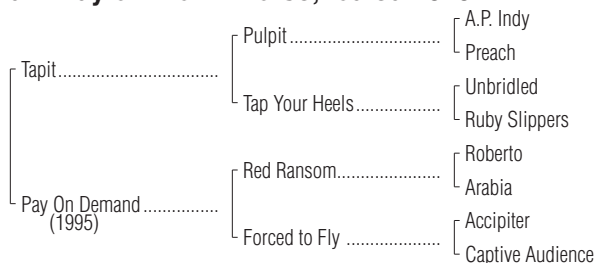 Pulpit................................
A.P. Indy
Preach
Tapit..................................
Tap Your Heels..................
Unbridled
Ruby Slippers
Red Ransom......................
Roberto
Arabia
Pay On Demand ................
(1995)
Forced to Fly ....................
Accipiter
Captive Audience